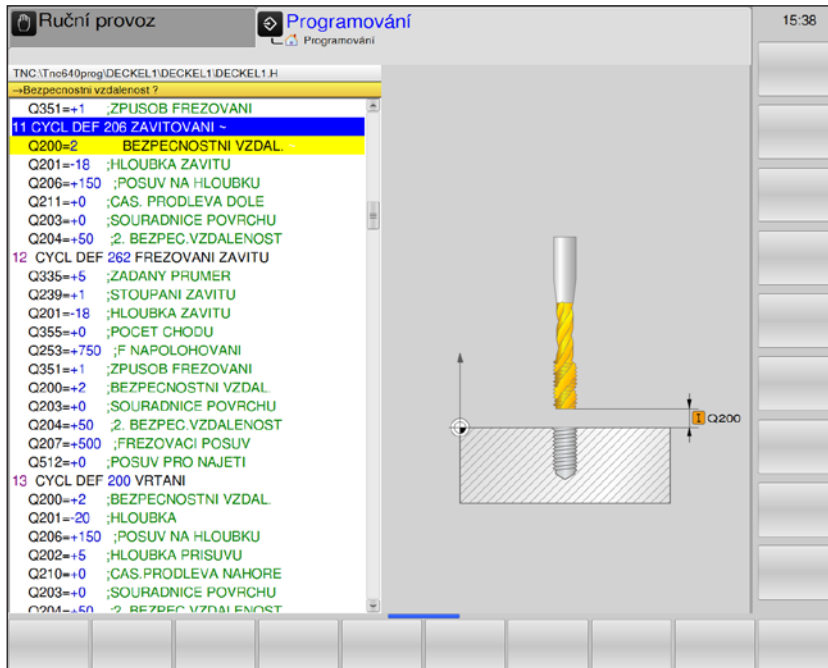 Ruční provoz
Programování
Programování
15:38
TNC:\Tnc640prog\DECKEL1\DECKEL1\DECKEL1.H
→Bezpecnostni vzdalenost ?
Q351=+1 ;ZPUSOB FREZOVANI
11 CYCL DEF 206 ZAVITOVANI ~
Q200=2 BEZPECNOSTNI VZDAL. ~
Q201=-18 ;HLOUBKA ZAVITU
Q206=+150 ;POSUV NA HLOUBKU
Q211=+0 ;CAS. PRODLEVA DOLE
Q203=+0 ;SOURADNICE POVRCHU
Q204=+50 ;2. BEZPEC.VZDALENOST
12 CYCL DEF 262 FREZOVANI ZAVITU
Q335=+5 ;ZADANY PRUMER
Q239=+1 ;STOUPANI ZAVITU
Q201=-18 ;HLOUBKA ZAVITU
Q355=+0 ;POCET CHODU
Q253=+750 ;F NAPOLOHOVANI
Q351=+1 ;ZPUSOB FREZOVANI
Q200=+2 ;BEZPECNOSTNI VZDAL.
Q203=+0 ;SOURADNICE POVRCHU
Q204=+50 ;2. BEZPEC.VZDALENOST
Q207=+500 ;FREZOVACI POSUV
Q512=+0 ;POSUV PRO NAJETI
13 CYCL DEF 200 VRTANI
Q200=+2 ;BEZPECNOSTNI VZDAL.
Q201=-20 ;HLOUBKA
Q206=+150 ;POSUV NA HLOUBKU
Q202=+5 ;HLOUBKA PRISUVU
Q210=+0 ;CAS.PRODLEVA NAHORE
Q203=+0 ;SOURADNICE POVRCHU
Q204=+50 ;2. BEZPEC.VZDALENOST
I Q200